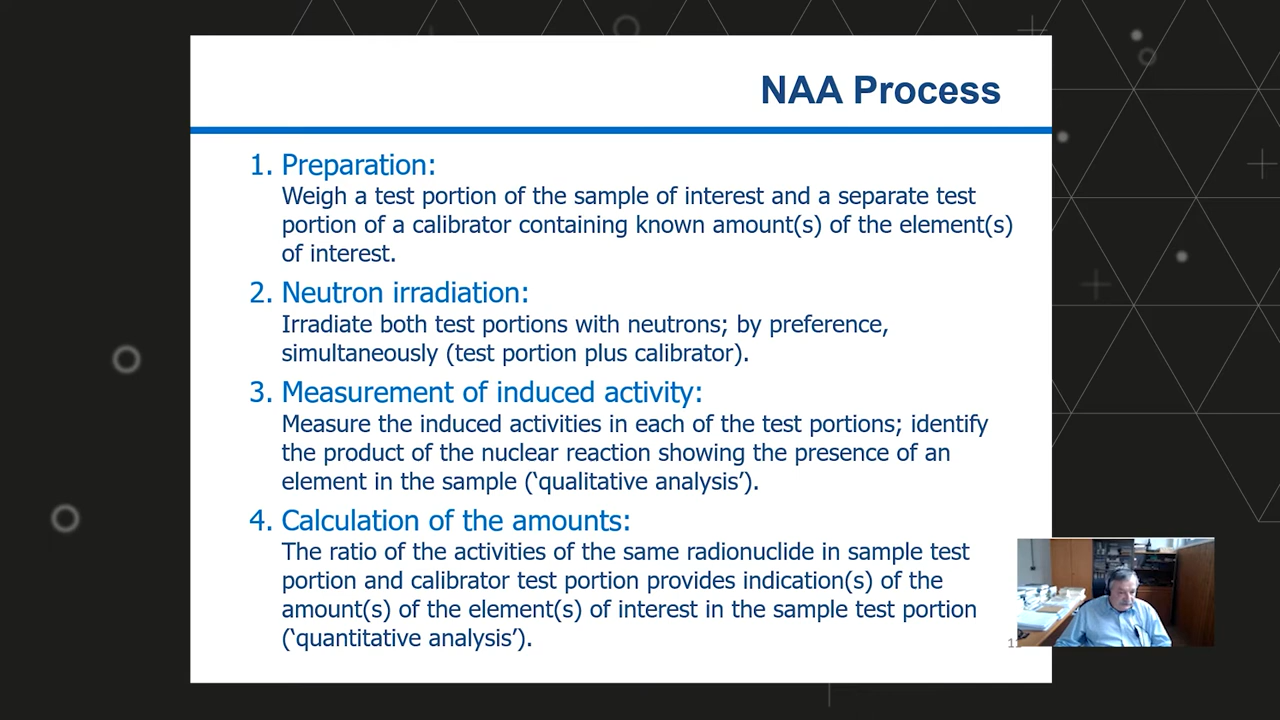 NAA Process
1. Preparation:
Weigh a test portion of the sample of interest and a separate test
portion of a calibrator containing known amount(s) of the element(s)
of interest.
2. Neutron irradiation:
Irradiate both test portions with neutrons; by preference,
simultaneously (test portion plus calibrator).
3. Measurement of induced activity:
Measure the induced activities in each of the test portions; identify
the product of the nuclear reaction showing the presence of an
element in the sample (‘qualitative analysis’).
4. Calculation of the amounts:
The ratio of the activities of the same radionuclide in sample test
portion and calibrator test portion provides indication(s) of the
amount(s) of the element(s) of interest in the sample test portion
(‘quantitative analysis’).